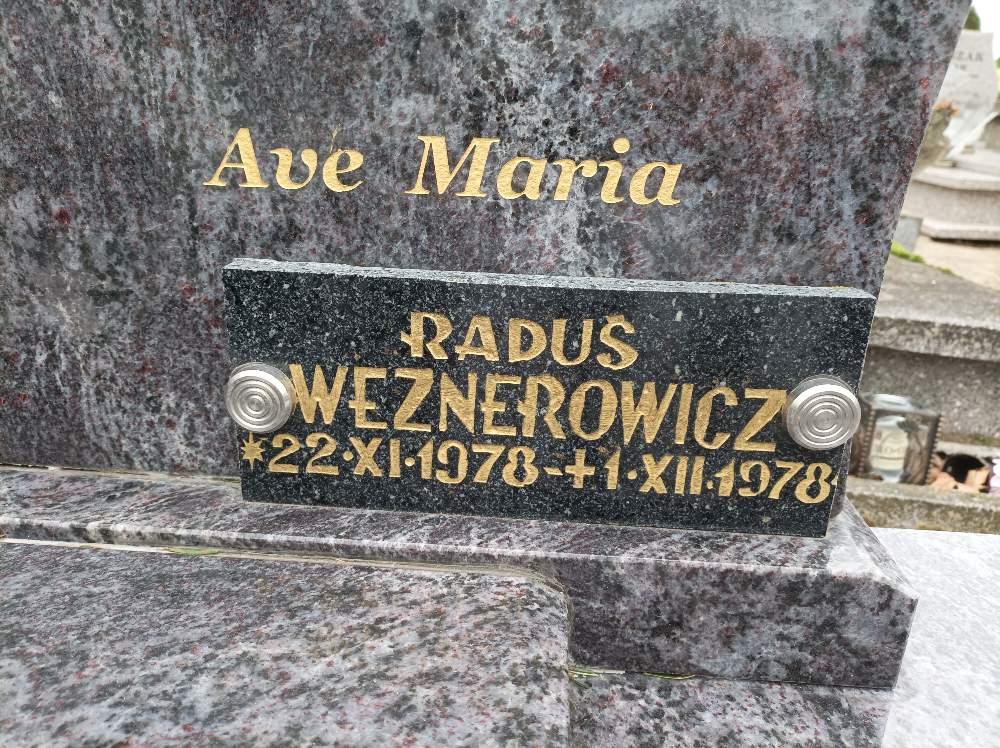 Ave Maria
RADUŚ
WEZNEROWICZ
*22·XI·1978-+1·XII·1978·